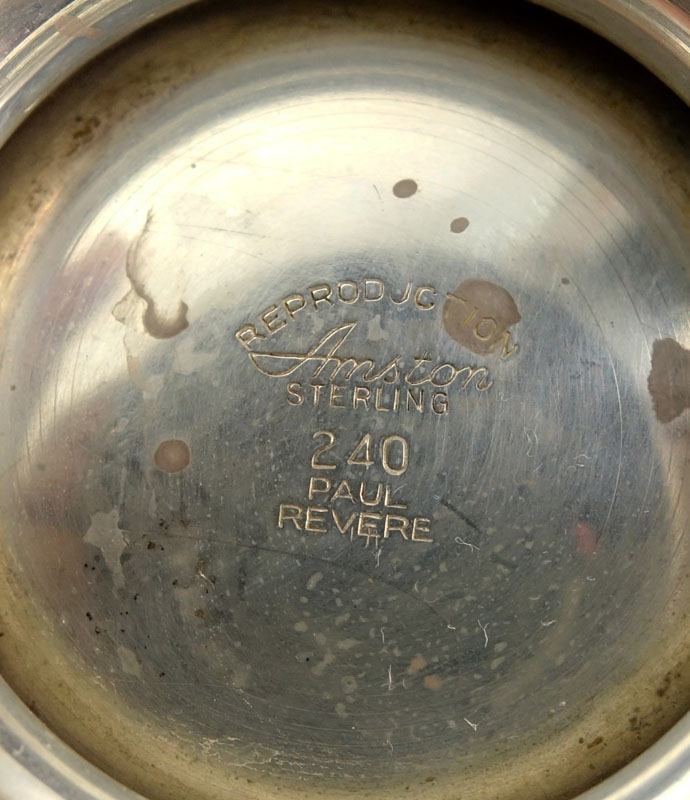 REPRODUCTION
Amston
STERLING
240
PAUL
REVERE